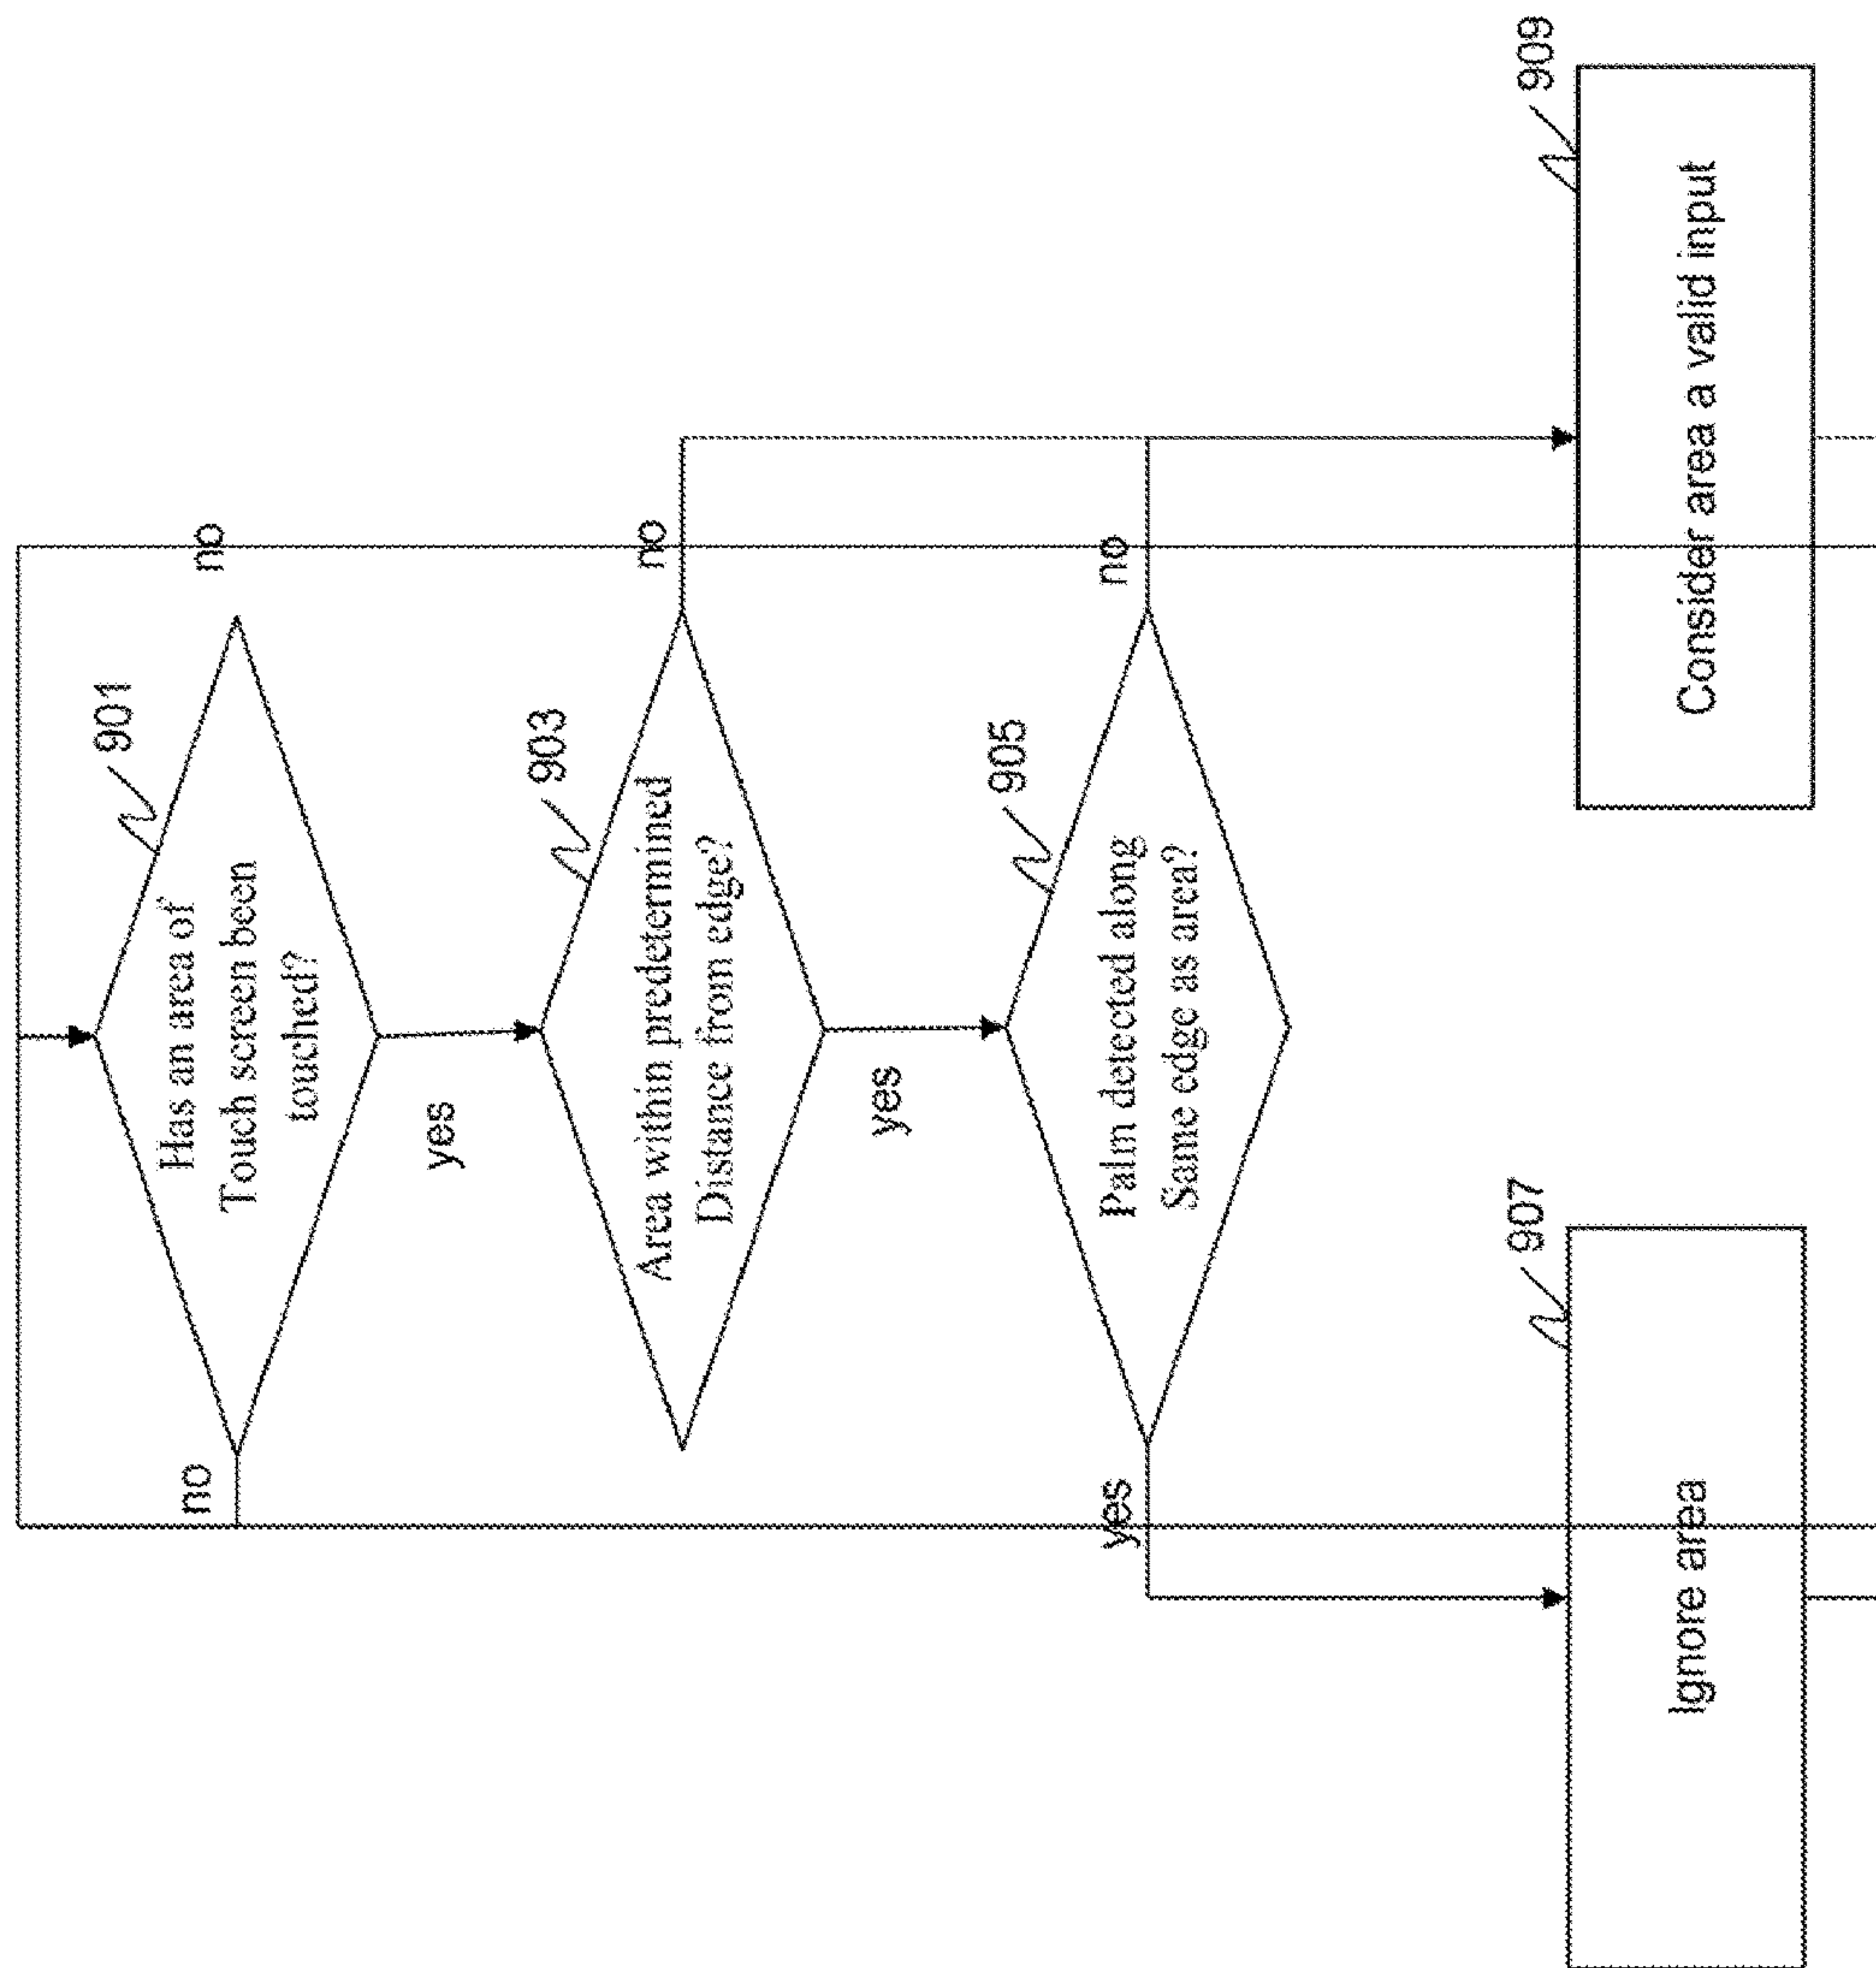 901
Has an area of
Touch screen been
touched?
no
no
yes
903
Area within predetermined
Distance from edge?
no
yes
905
Palm detected along
Same edge as area?
yes
no
907
Ignore area
909
Consider area a valid input